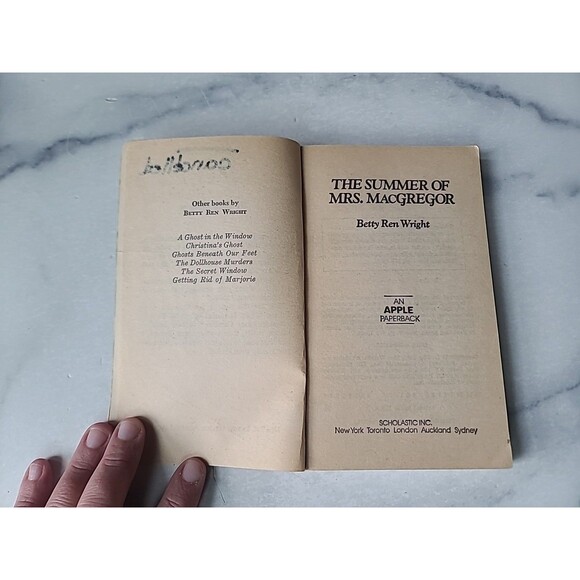 cancelled
Other books by
BETTY REN WRIGHT
A Ghost in the Window
Christina's Ghost
Ghosts Beneath Our Feet
The Dollhouse Murders
The Secret Window
Getting Rid of Marjorie
THE SUMMER OF
MRS. MACGREGOR
Betty Ren Wright
AN
APPLE
PAPERBACK
SCHOLASTIC INC.
New York Toronto London Auckland Sydney